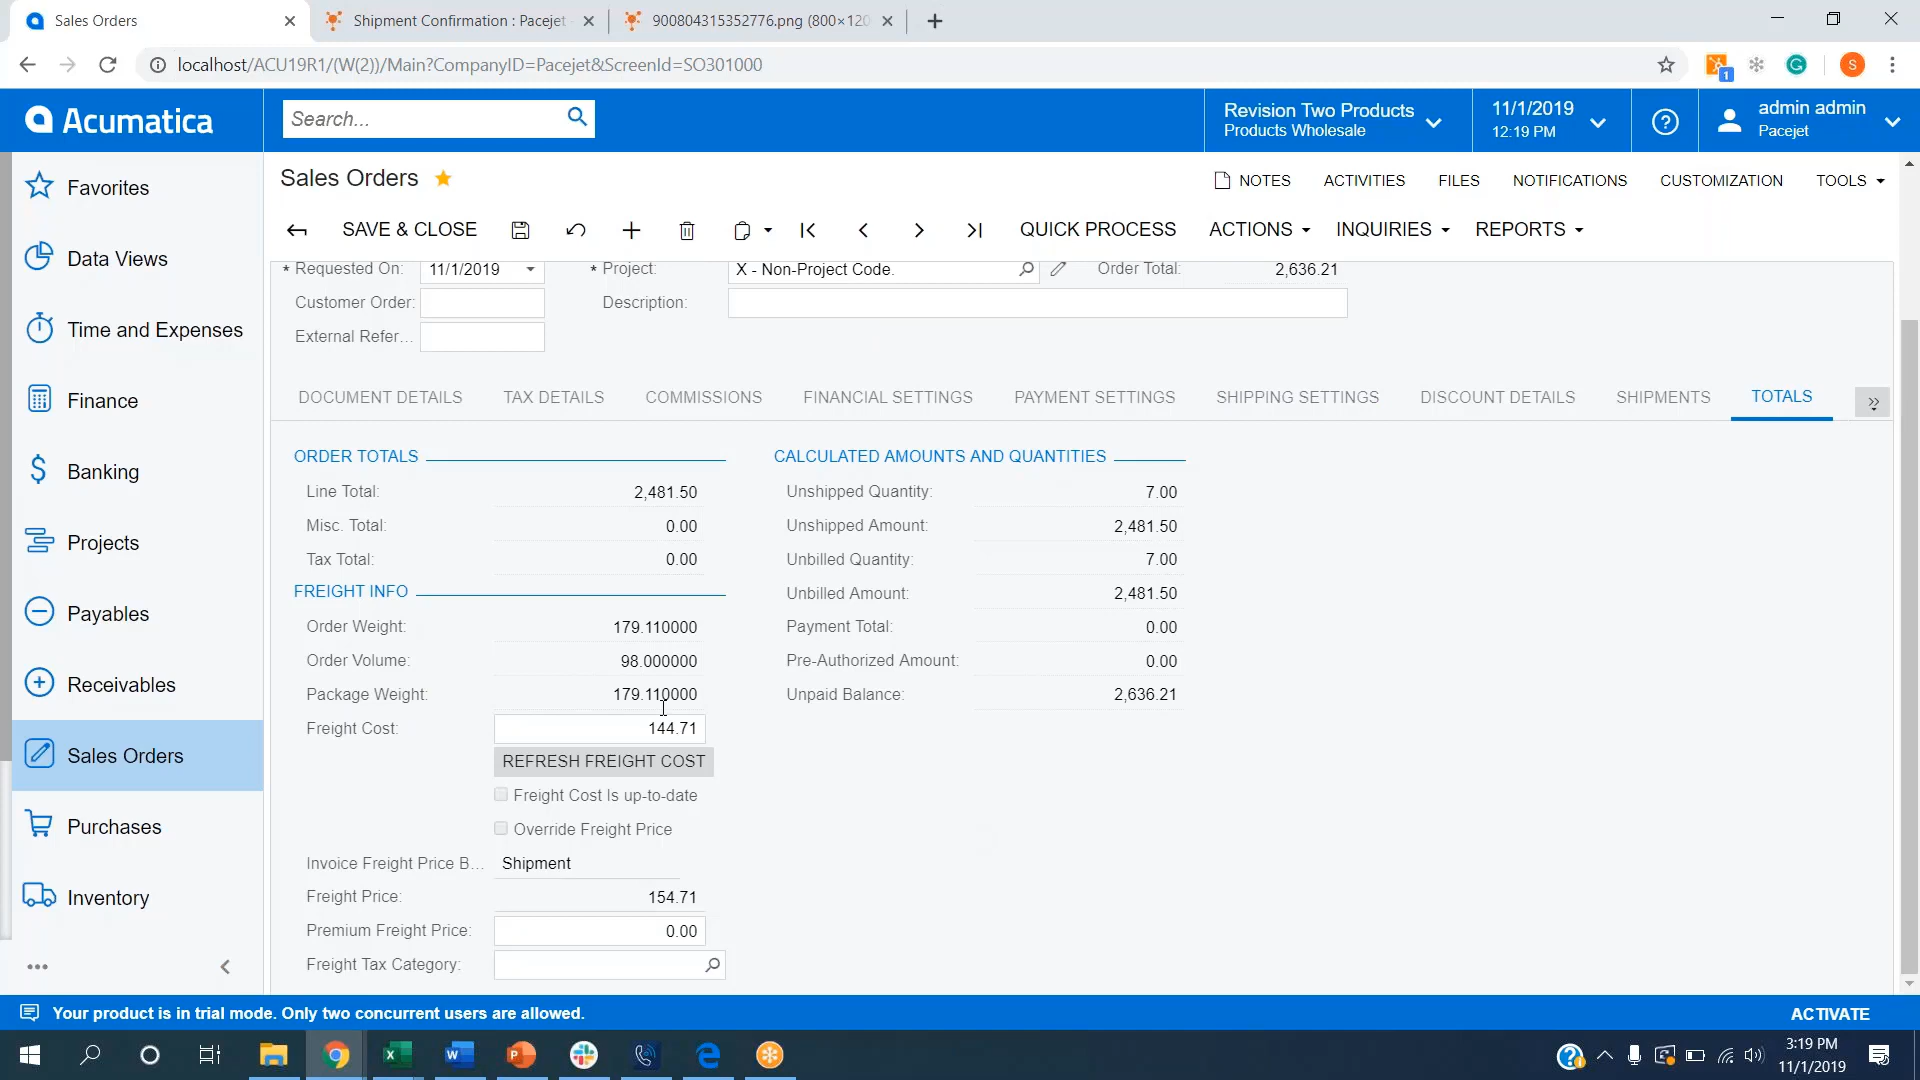 Sales Orders
Shipment Confirmation : Pacejet
900804315352776.png (800×120
localhost/ACU19R1/(W(2))/Main?CompanyID=Pacejet&ScreenId=SO301000
1
G
S
Acumatica
Search...
Revision Two Products
Products Wholesale
11/1/2019
12:19 PM
admin admin
Pacejet
Favorites
Data Views
Time and Expenses
Finance
Banking
Projects
Payables
Receivables
Sales Orders
Purchases
Inventory
Sales Orders
NOTES ACTIVITIES FILES NOTIFICATIONS CUSTOMIZATION TOOLS
SAVE & CLOSE QUICK PROCESS ACTIONS INQUIRIES REPORTS
* Requested On: 11/1/2019 * Project: X - Non-Project Code. Order Total: 2,636.21
Customer Order: Description:
External Refer...
DOCUMENT DETAILS TAX DETAILS COMMISSIONS FINANCIAL SETTINGS PAYMENT SETTINGS SHIPPING SETTINGS DISCOUNT DETAILS SHIPMENTS TOTALS
ORDER TOTALS
Line Total: 2,481.50
Misc. Total: 0.00
Tax Total: 0.00
FREIGHT INFO
Order Weight: 179.110000
Order Volume: 98.000000
Package Weight: 179.110000
Freight Cost: 144.71
REFRESH FREIGHT COST
Freight Cost Is up-to-date
Override Freight Price
Invoice Freight Price B... Shipment
Freight Price: 154.71
Premium Freight Price: 0.00
Freight Tax Category:
CALCULATED AMOUNTS AND QUANTITIES
Unshipped Quantity: 7.00
Unshipped Amount: 2,481.50
Unbilled Quantity: 7.00
Unbilled Amount: 2,481.50
Payment Total: 0.00
Pre-Authorized Amount: 0.00
Unpaid Balance: 2,636.21
Your product is in trial mode. Only two concurrent users are allowed. ACTIVATE
3:19 PM
11/1/2019